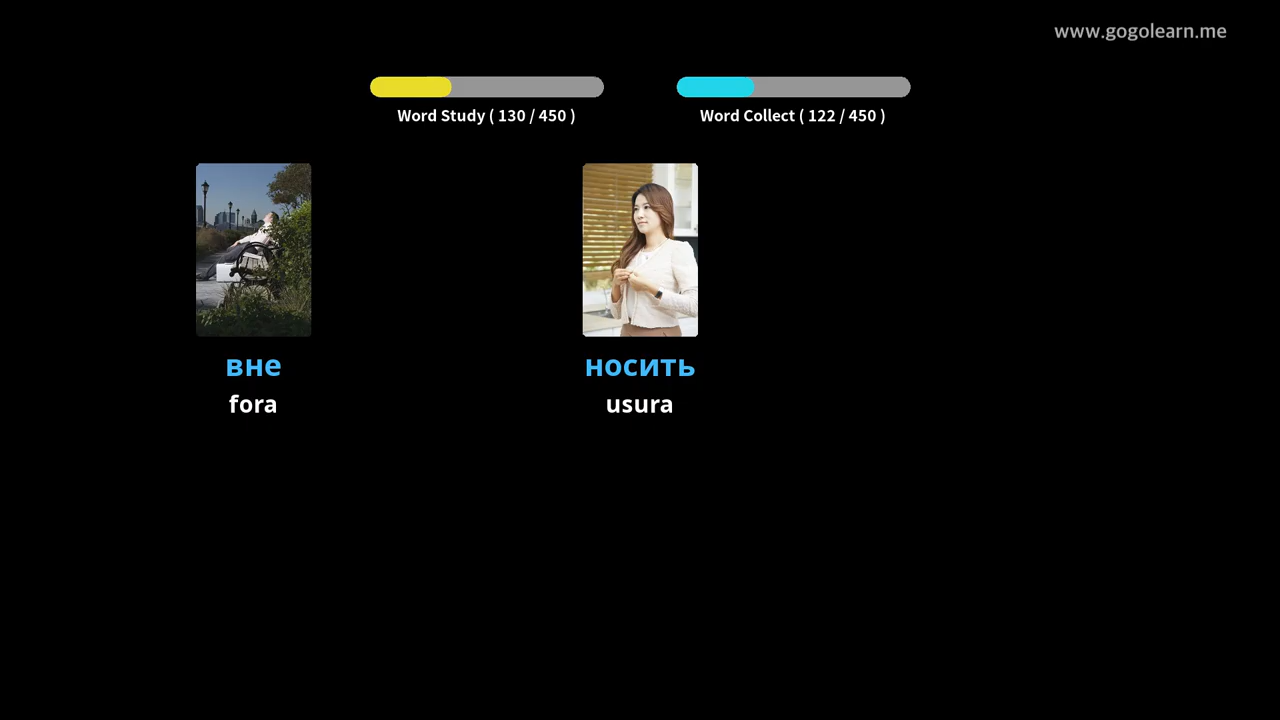 www.gogolearn.me
Word Study ( 130 / 450 )
Word Collect ( 122 / 450 )
вне
fora
носить
usura